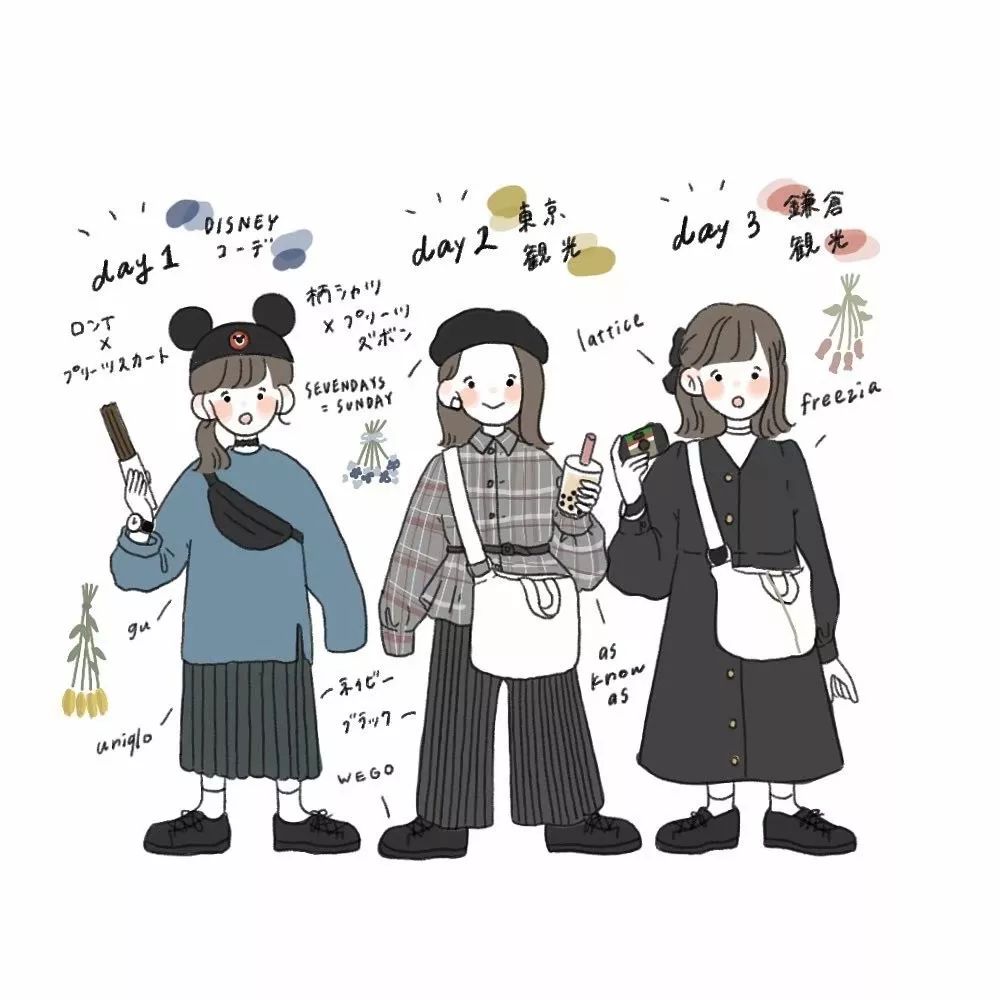 day 1
DISNEY
コーデ
ロンT
×
プリーツスカート
gu
uniqlo
ネイビー
day 2
東京
観光
柄シャツ
×プリーツ
ズボン
SEVENDAYS
=SUNDAY
as
know
as
ブラック
WEGO
day 3
鎌倉
観光
lattice
freezia